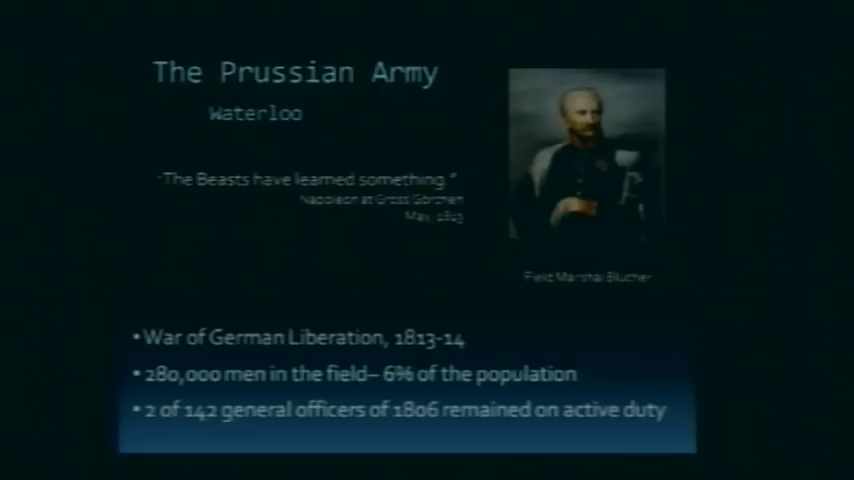 The Prussian Army
Waterloo
"The Beasts have learned something."
Napoleon at Gross Gorchen
May, 1813
Field Marshal Blucher
•War of German Liberation, 1813-14
•280,000 men in the field– 6% of the population
•2 of 142 general officers of 1806 remained on active duty